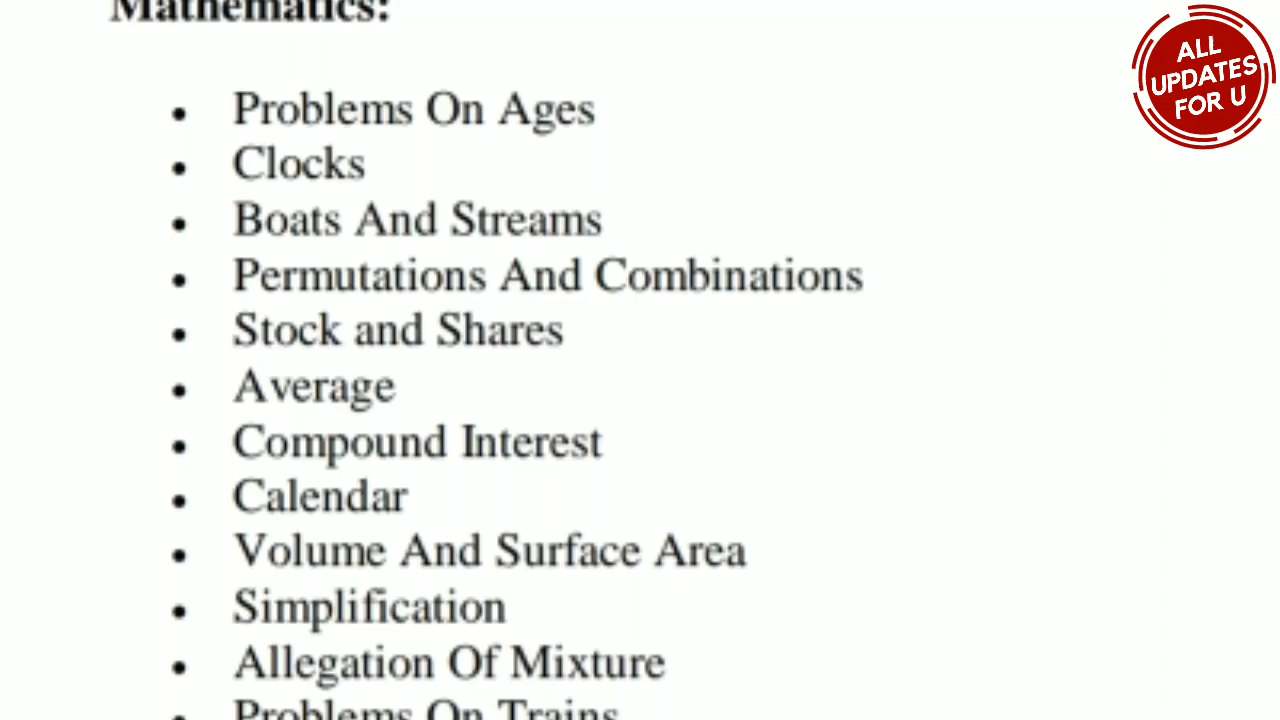 Mathematics:
ALL
UPDATES
FOR U
• Problems On Ages
• Clocks
• Boats And Streams
• Permutations And Combinations
• Stock and Shares
• Average
• Compound Interest
• Calendar
• Volume And Surface Area
• Simplification
• Allegation Of Mixture
• Problems On Trains